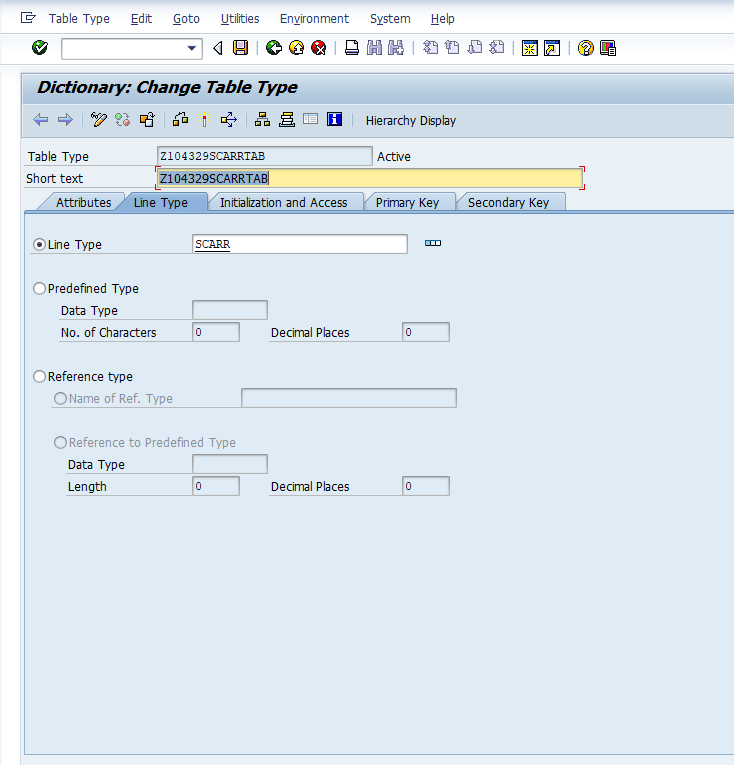 Table Type Edit Goto Utilities Environment System Help
Dictionary: Change Table Type
Hierarchy Display
Table Type Z104329SCARRTAB Active
Short text Z104329SCARRTAB
Attributes Line Type Initialization and Access Primary Key Secondary Key
Line Type SCARR
Predefined Type
Data Type
No. of Characters 0 Decimal Places 0
Reference type
Name of Ref. Type
Reference to Predefined Type
Data Type
Length 0 Decimal Places 0